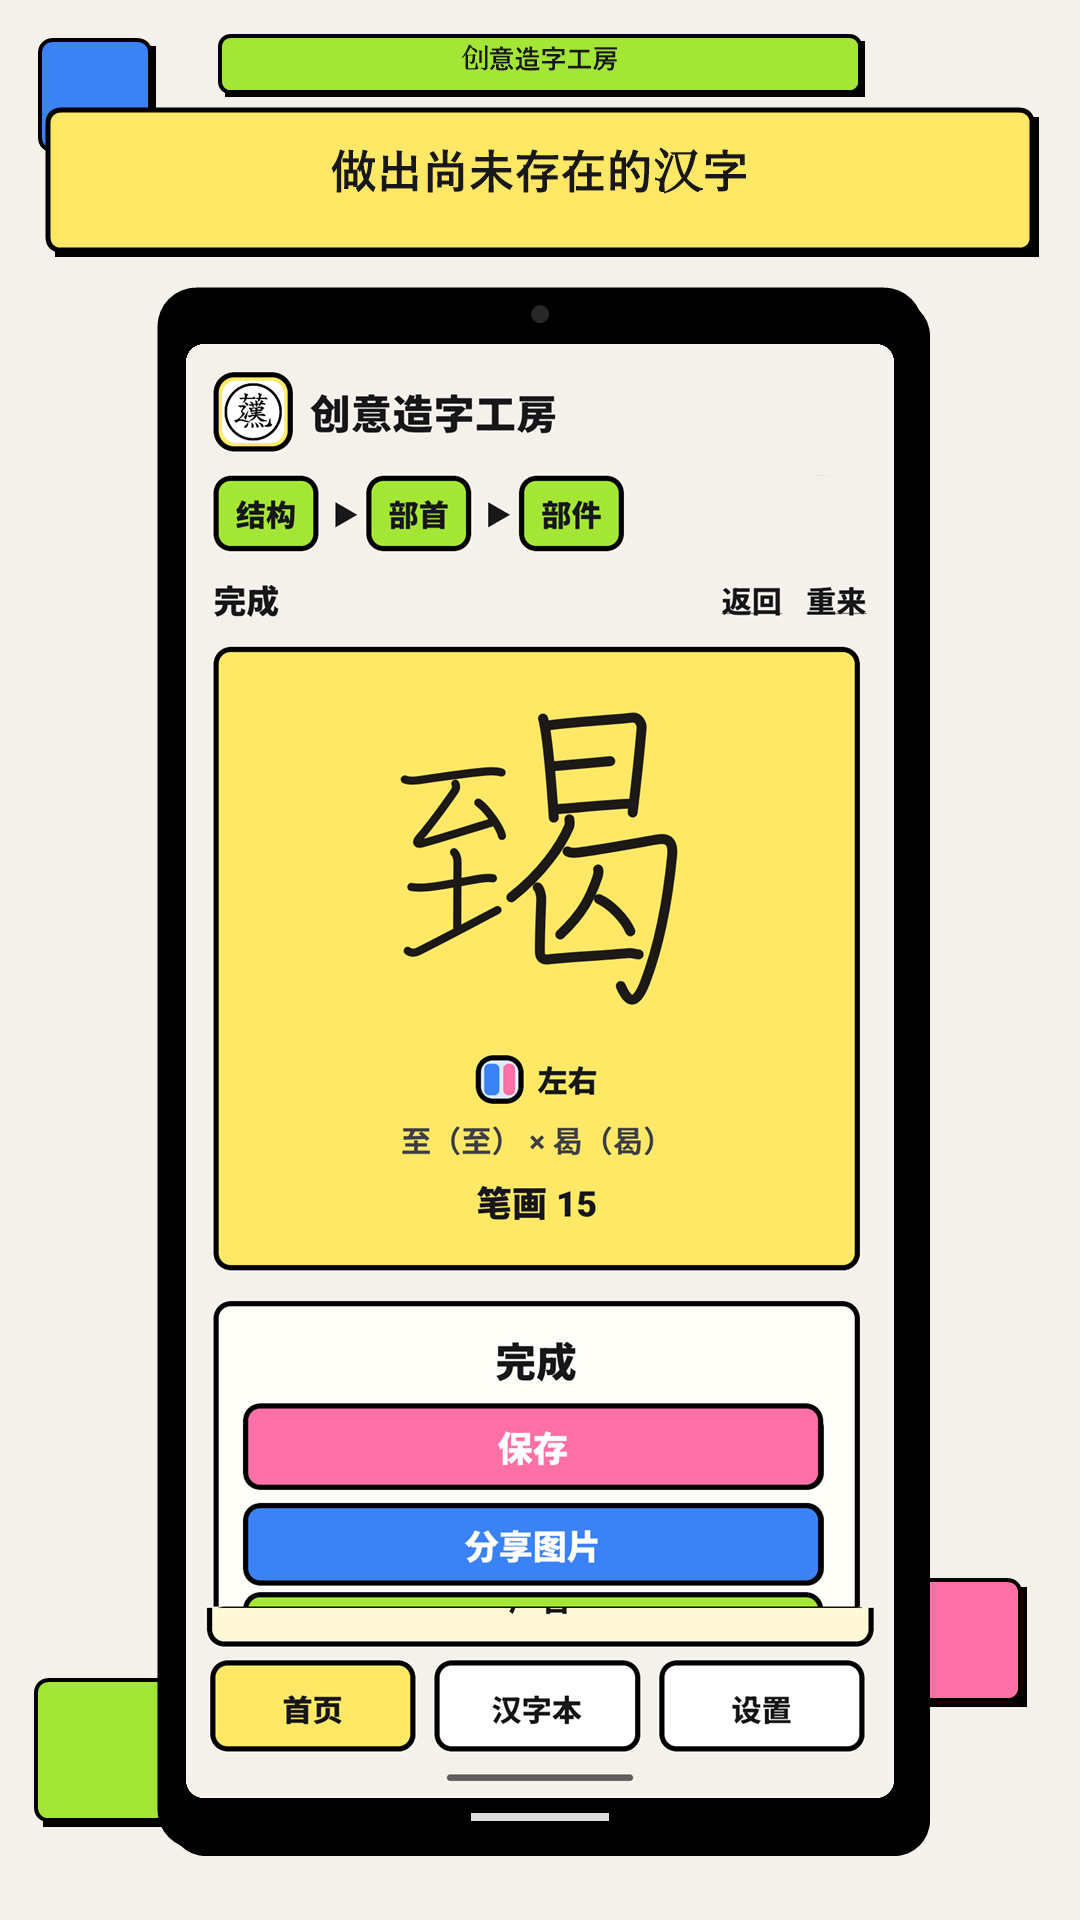 创意造字工房
做出尚未存在的汉字
创意造字工房
结构 ▶ 部首 ▶ 部件
完成 返回 重来
左右
至（至） × 曷（曷）
笔画 15
完成
保存
分享图片
首页 汉字本 设置